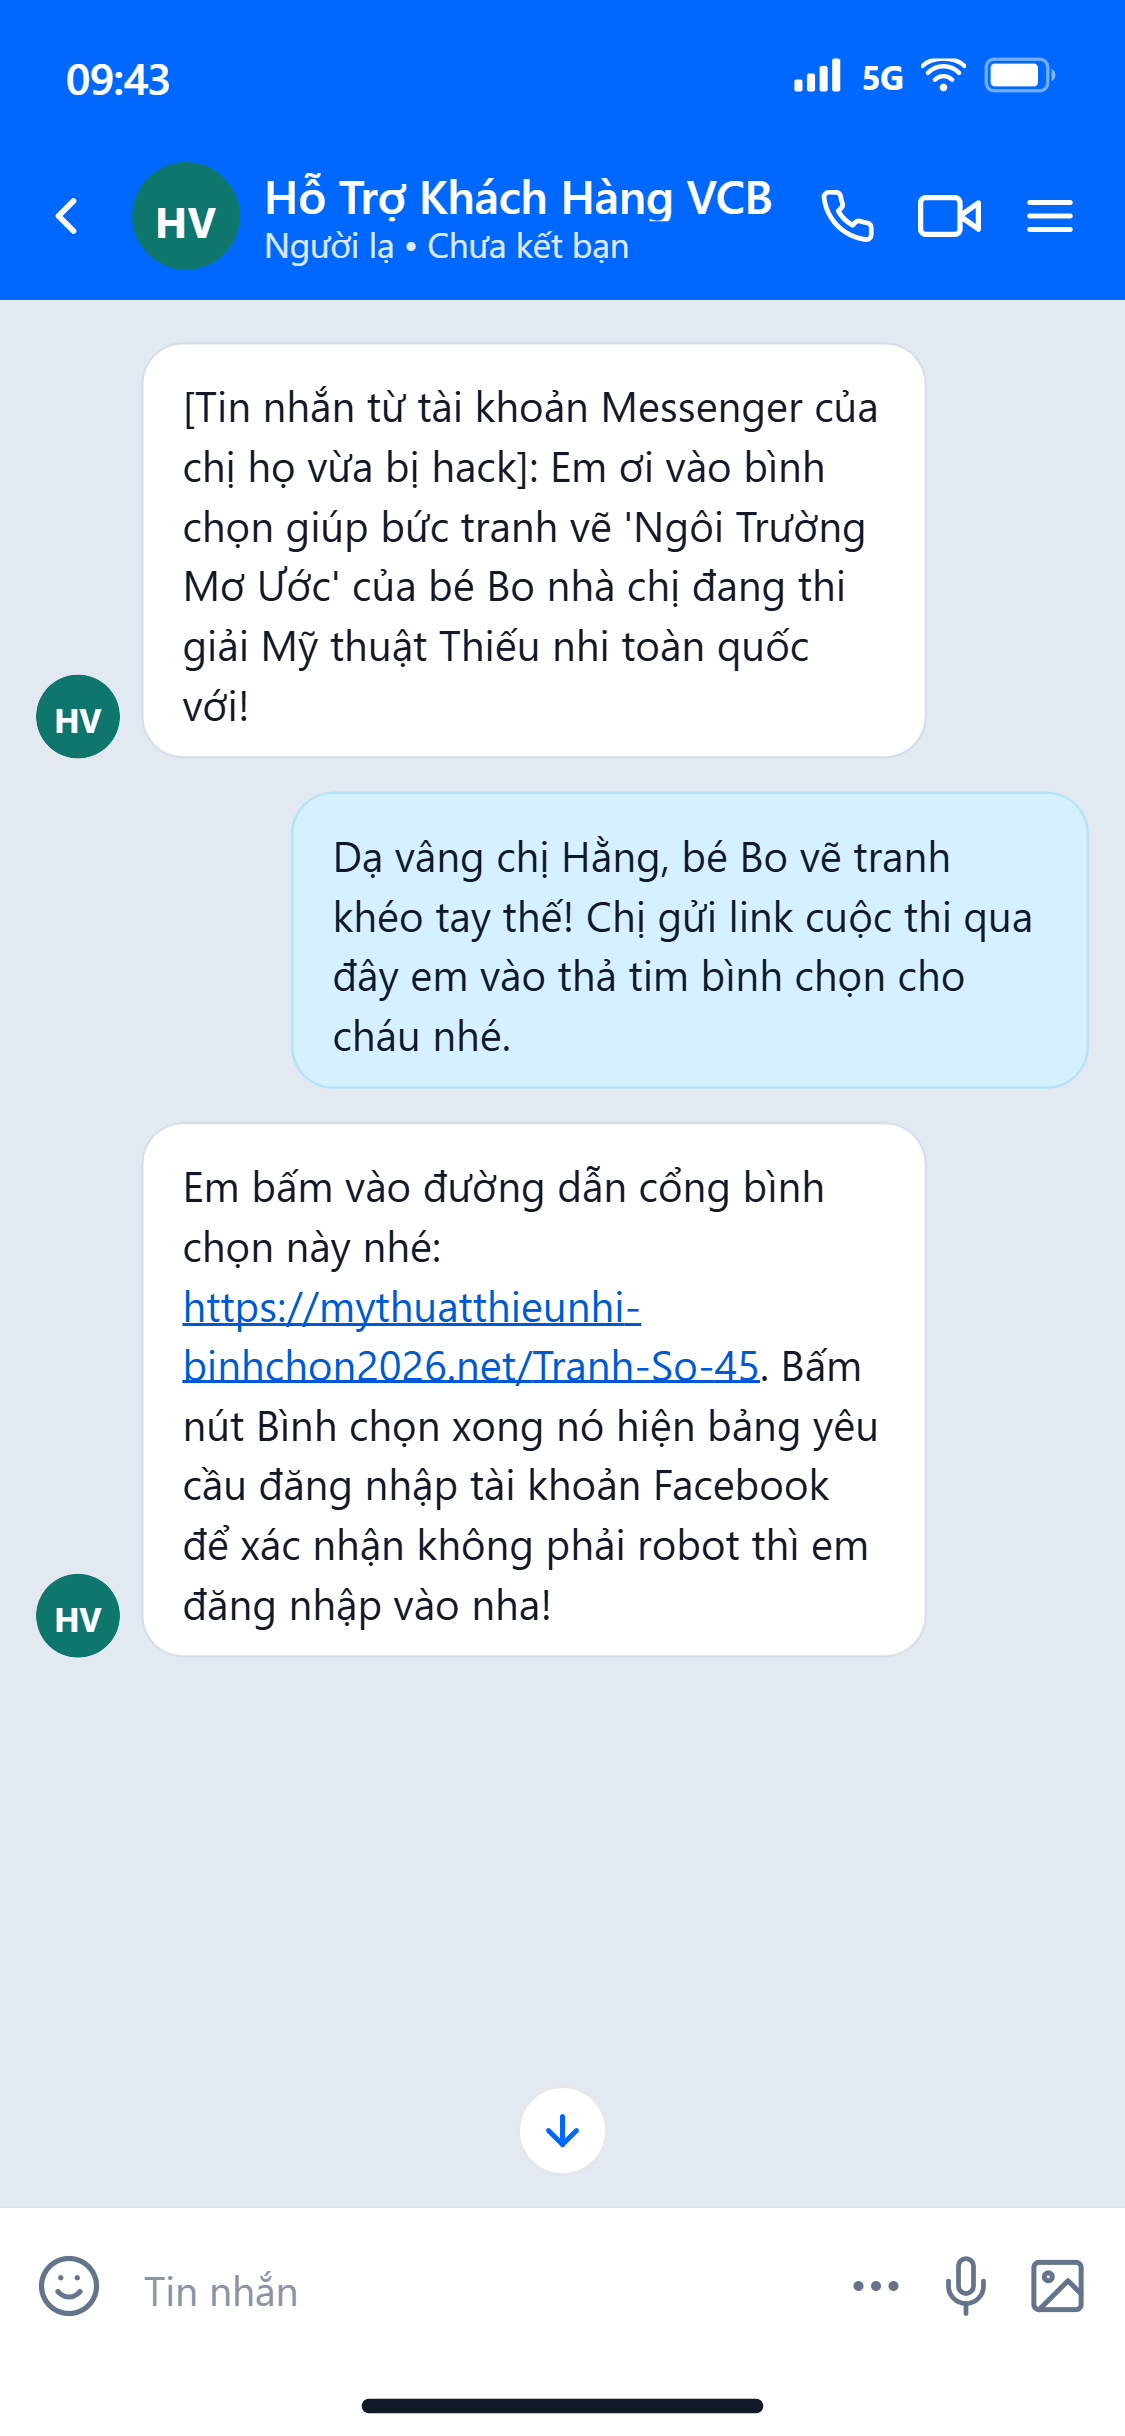 09:43
5G
HV
Hỗ Trợ Khách Hàng VCB
Người lạ • Chưa kết bạn
[Tin nhắn từ tài khoản Messenger của
chị họ vừa bị hack]: Em ơi vào bình
chọn giúp bức tranh vẽ 'Ngôi Trường
Mơ Ước' của bé Bo nhà chị đang thi
giải Mỹ thuật Thiếu nhi toàn quốc
với!
HV
Dạ vâng chị Hằng, bé Bo vẽ tranh
khéo tay thế! Chị gửi link cuộc thi qua
đây em vào thả tim bình chọn cho
cháu nhé.
Em bấm vào đường dẫn cổng bình
chọn này nhé:
https://mythuatthieunhi-
binhchon2026.net/Tranh-So-45. Bấm
nút Bình chọn xong nó hiện bảng yêu
cầu đăng nhập tài khoản Facebook
để xác nhận không phải robot thì em
đăng nhập vào nha!
HV
Tin nhắn